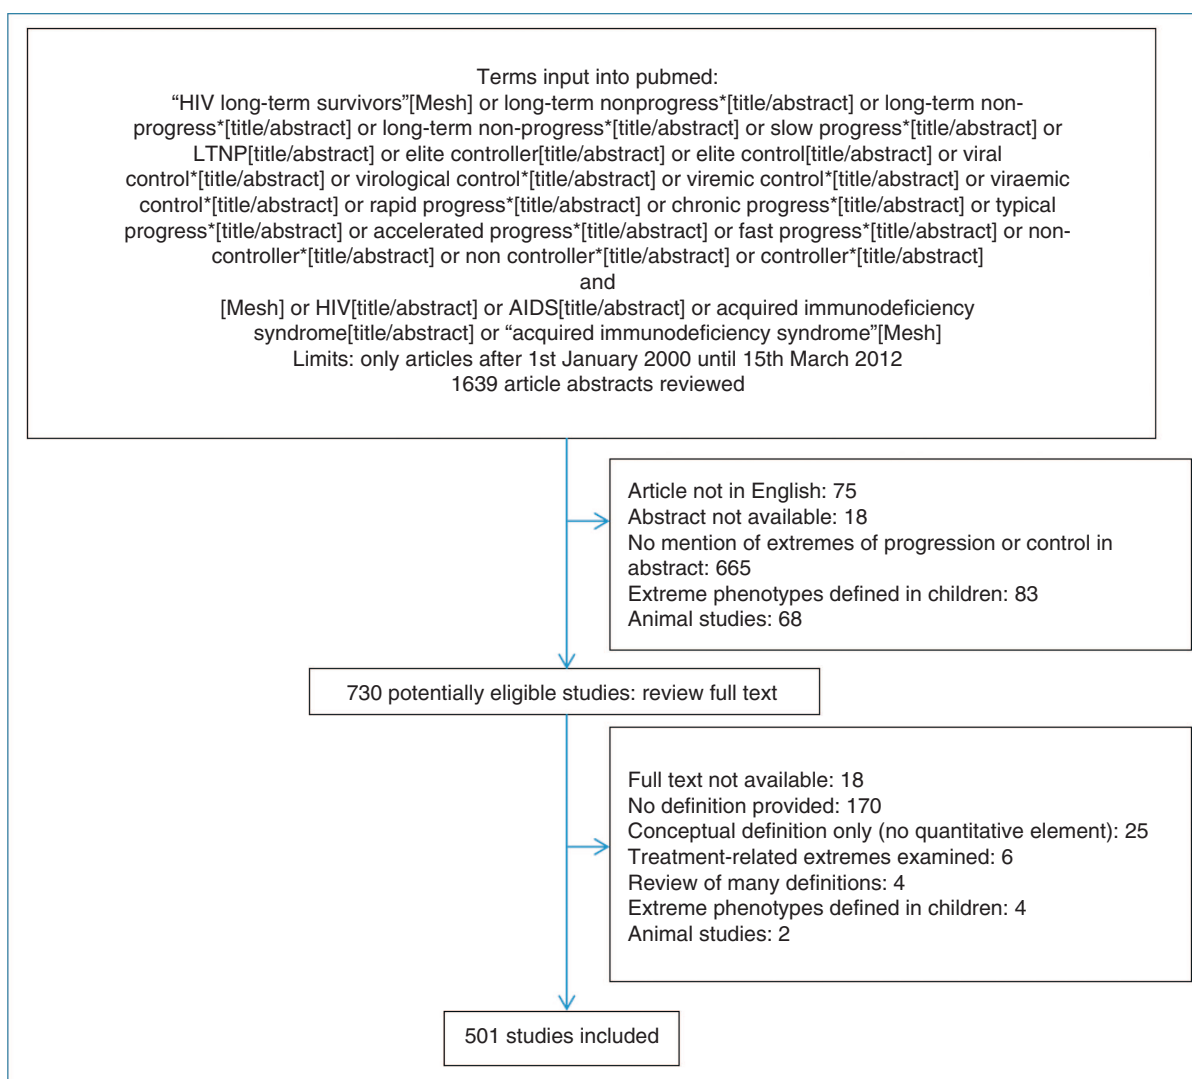 Terms input into pubmed:
“HIV long-term survivors”[Mesh] or long-term nonprogress*[title/abstract] or long-term non-
progress*[title/abstract] or long-term non-progress*[title/abstract] or slow progress*[title/abstract] or
LTNP[title/abstract] or elite controller[title/abstract] or elite control[title/abstract] or viral
control*[title/abstract] or virological control*[title/abstract] or viremic control*[title/abstract] or viraemic
control*[title/abstract] or rapid progress*[title/abstract] or chronic progress*[title/abstract] or typical
progress*[title/abstract] or accelerated progress*[title/abstract] or fast progress*[title/abstract] or non-
controller*[title/abstract] or non controller*[title/abstract] or controller*[title/abstract]
and
[Mesh] or HIV[title/abstract] or AIDS[title/abstract] or acquired immunodeficiency
syndrome[title/abstract] or “acquired immunodeficiency syndrome”[Mesh]
Limits: only articles after 1st January 2000 until 15th March 2012
1639 article abstracts reviewed
Article not in English: 75
Abstract not available: 18
No mention of extremes of progression or control in
abstract: 665
Extreme phenotypes defined in children: 83
Animal studies: 68
730 potentially eligible studies: review full text
Full text not available: 18
No definition provided: 170
Conceptual definition only (no quantitative element): 25
Treatment-related extremes examined: 6
Review of many definitions: 4
Extreme phenotypes defined in children: 4
Animal studies: 2
501 studies included